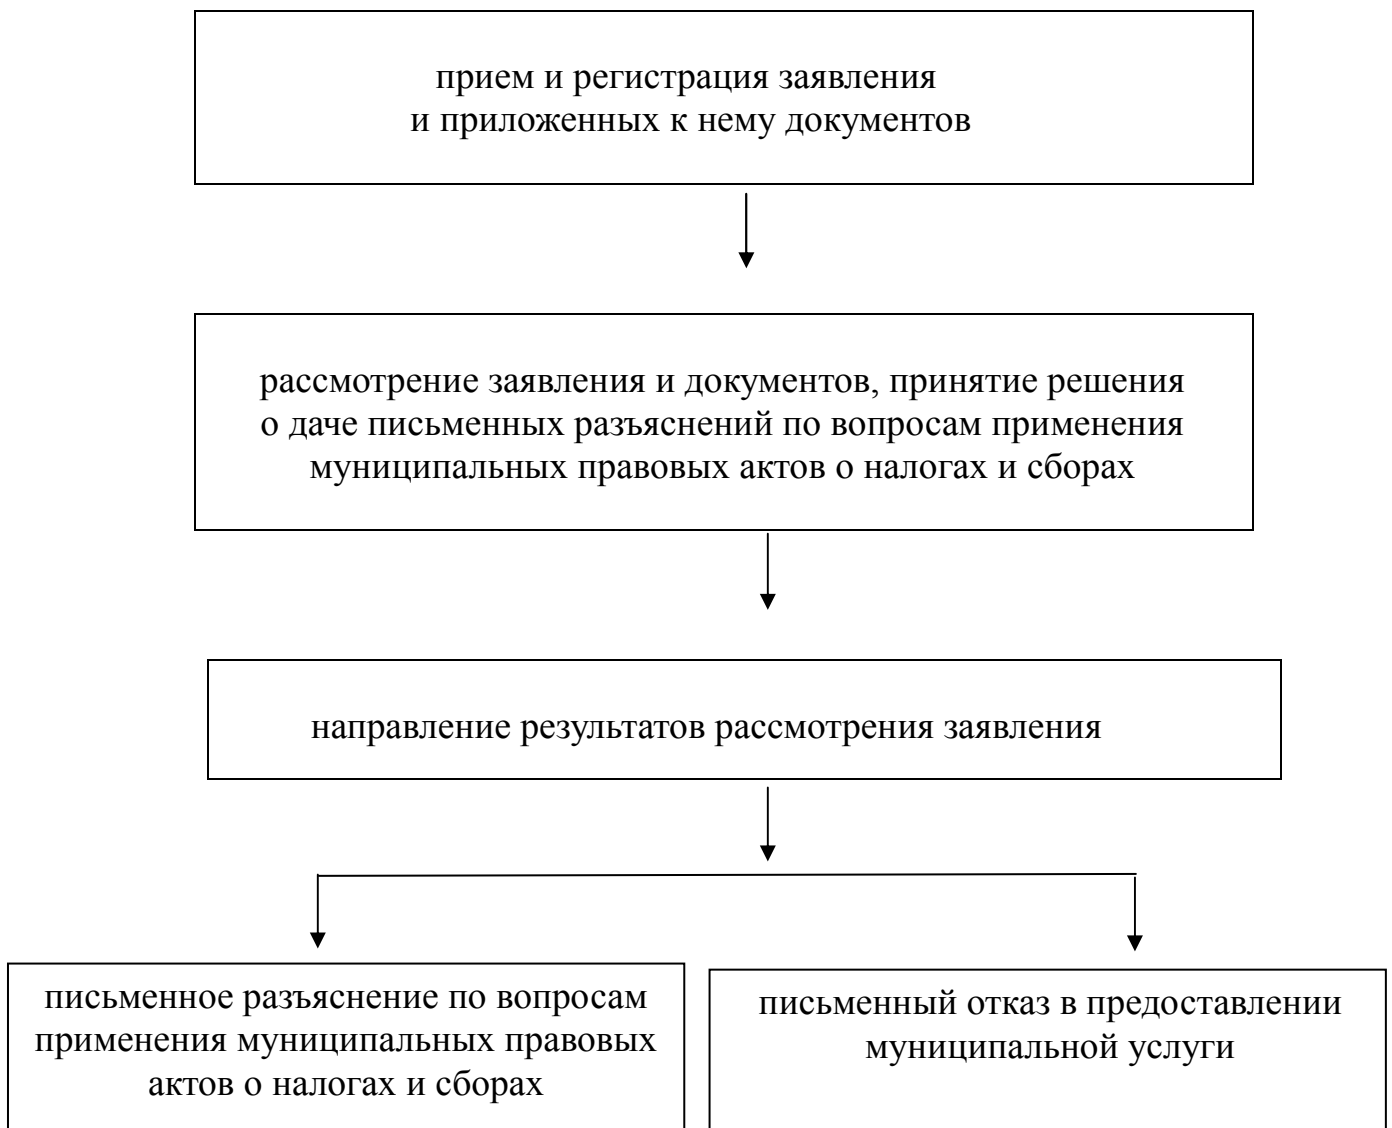 прием и регистрация заявления
и приложенных к нему документов
рассмотрение заявления и документов, принятие решения
о даче письменных разъяснений по вопросам применения
муниципальных правовых актов о налогах и сборах
направление результатов рассмотрения заявления
письменное разъяснение по вопросам
применения муниципальных правовых
актов о налогах и сборах
письменный отказ в предоставлении
муниципальной услуги